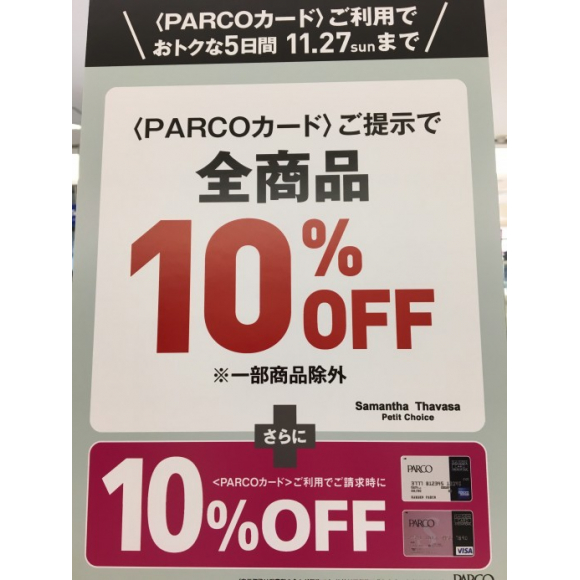 〈PARCOカード〉ご利用で
おトクな5日間 11.27sunまで
〈PARCOカード〉ご提示で
全商品
10%OFF
※一部商品除外
Samantha Thavasa
Petit Choice
さらに
<PARCOカード>ご利用でご請求時に
10%OFF
PARCO
PARCO
VISA
PARCO